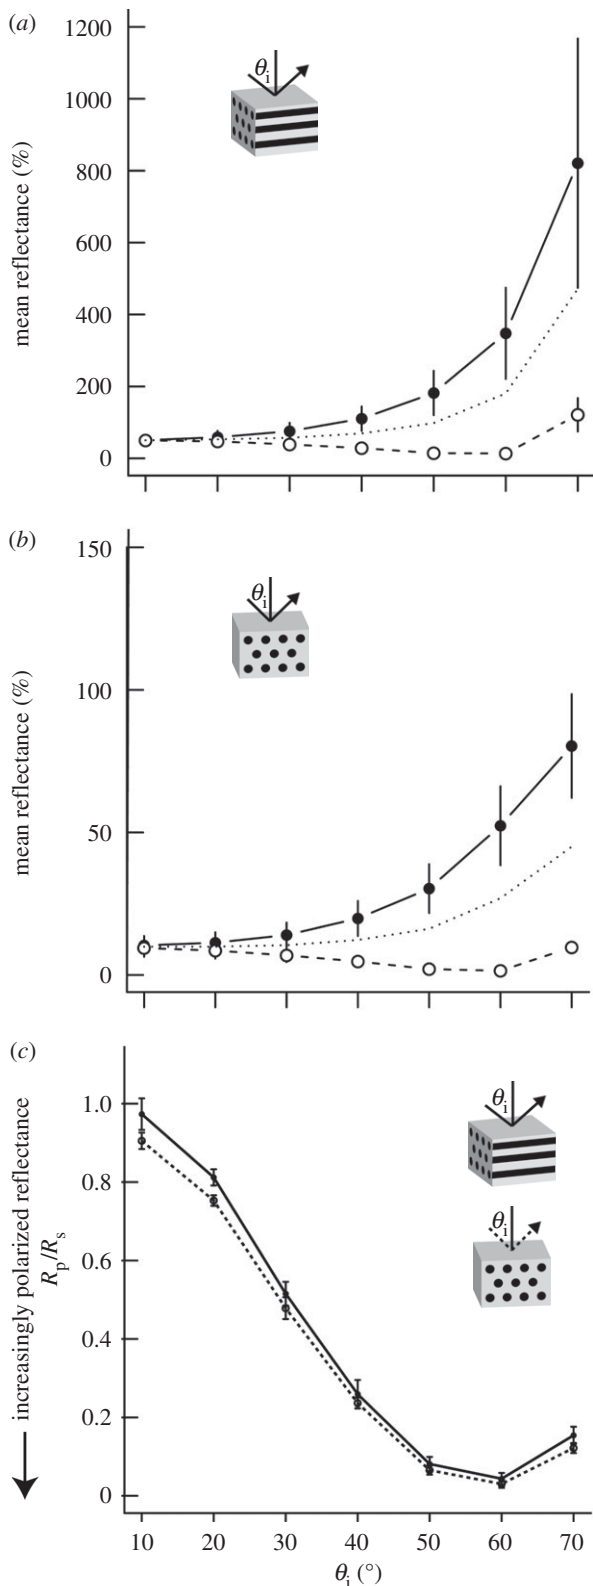 (a)
1200
1000
800
600
400
200
0
mean reflectance (%)
θi
(b)
150
100
50
0
mean reflectance (%)
θi
(c)
1.0
0.8
0.6
0.4
0.2
0
increasingly polarized reflectance
Rp/Rs
θi
θi
10 20 30 40 50 60 70
θi (°)